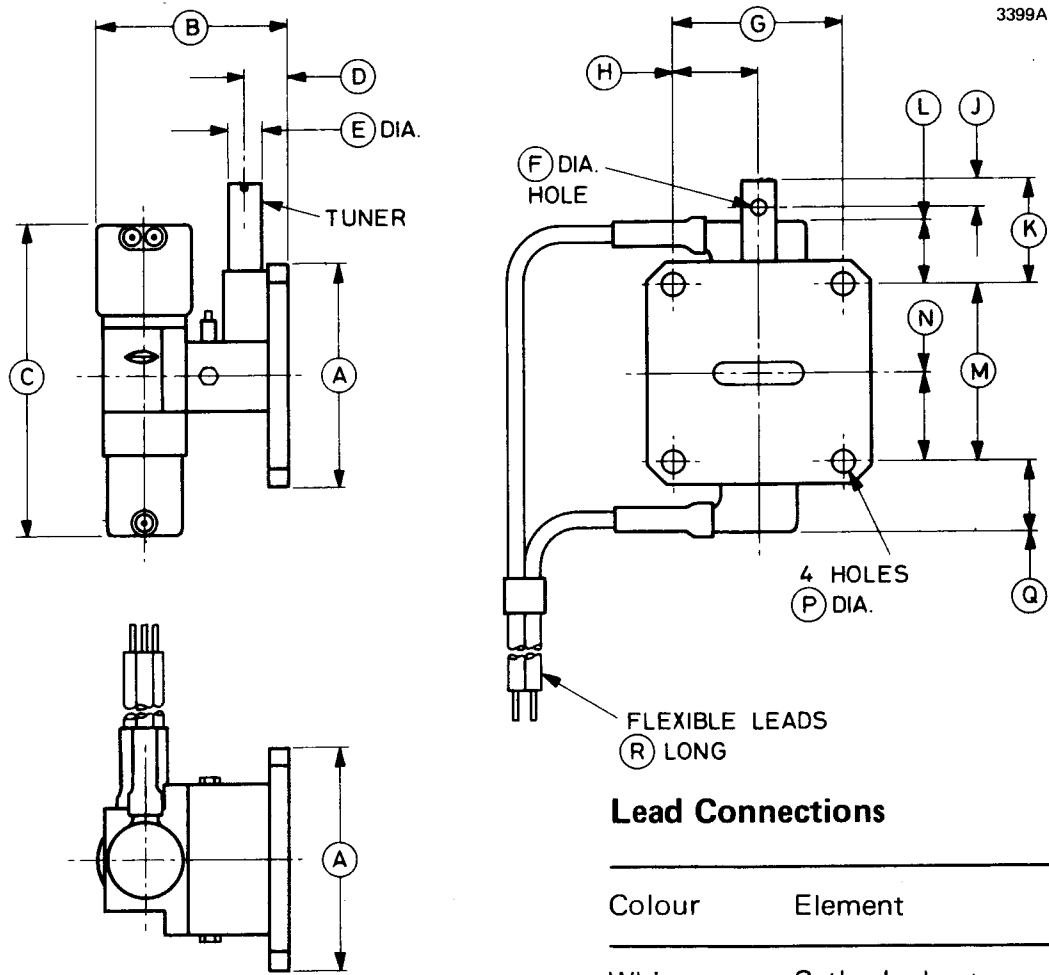 3399A
B
G
D
H
L
J
E DIA.
F DIA.
HOLE
TUNER
K
N
C
A
M
4 HOLES
P DIA.
Q
FLEXIBLE LEADS
R LONG
A
Lead Connections
Colour Element